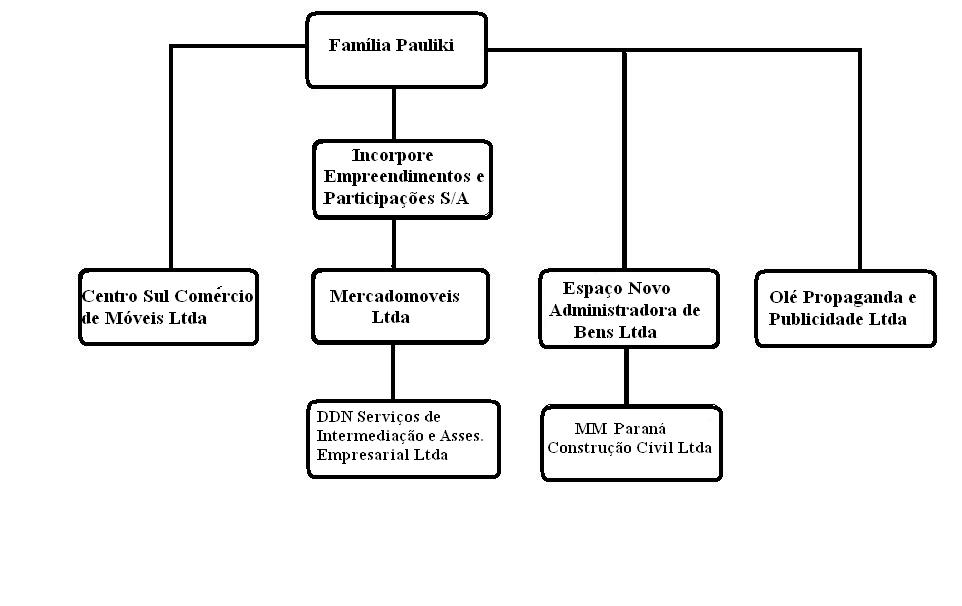 Família Pauliki
Incorpore
Empreendimentos e
Participações S/A
Centro Sul Comércio
de Móveis Ltda
Mercadomoveis
Ltda
Espaço Novo
Administradora de
Bens Ltda
Olé Propaganda e
Publicidade Ltda
DDN Serviços de
Intermediação e Asses.
Empresarial Ltda
MM Paraná
Construção Cívil Ltda